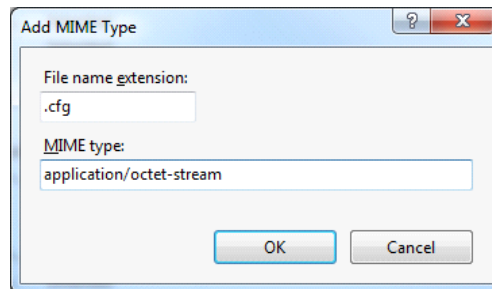 Add MIME Type
File name extension:
.cfg
MIME type:
application/octet-stream
OK
Cancel